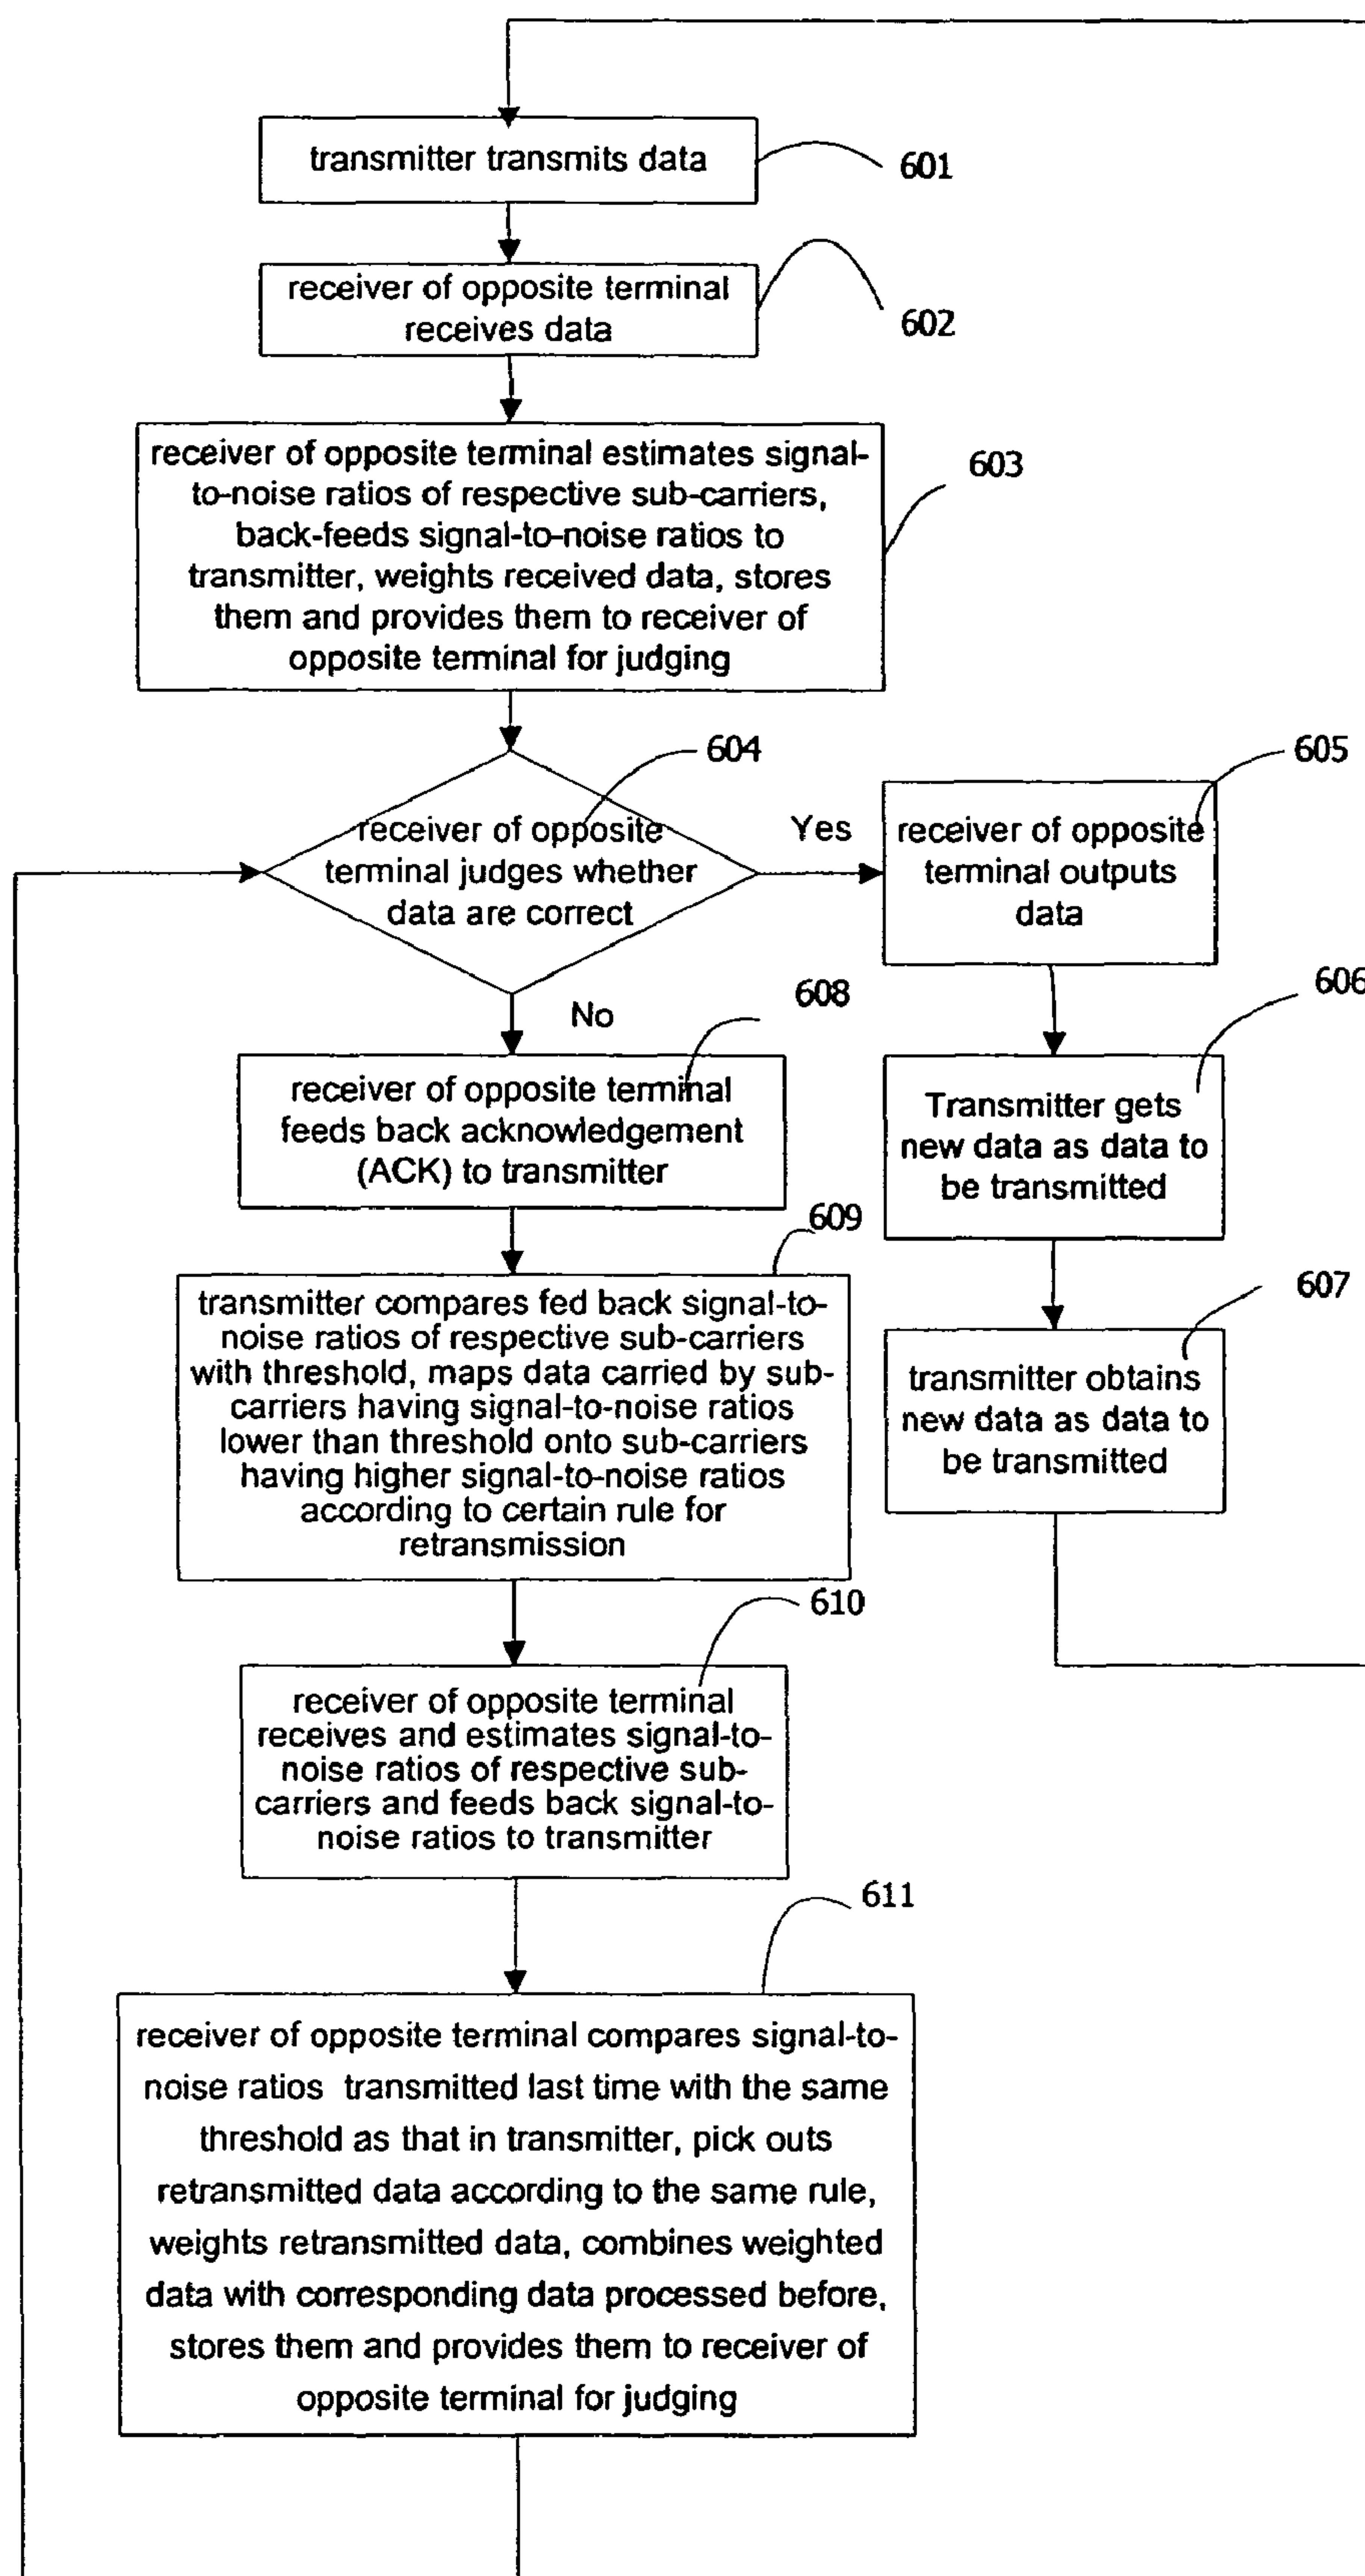 transmitter transmits data
601
receiver of opposite terminal
receives data
602
receiver of opposite terminal estimates signal-
to-noise ratios of respective sub-carriers,
back-feeds signal-to-noise ratios to
transmitter, weights received data, stores
them and provides them to receiver of
opposite terminal for judging
603
604
receiver of opposite
terminal judges whether
data are correct
Yes
605
receiver of opposite
terminal outputs
data
606
Transmitter gets
new data as data to
be transmitted
607
transmitter obtains
new data as data to
be transmitted
No
608
receiver of opposite terminal
feeds back acknowledgement
(ACK) to transmitter
609
transmitter compares fed back signal-to-
noise ratios of respective sub-carriers
with threshold, maps data carried by sub-
carriers having signal-to-noise ratios
lower than threshold onto sub-carriers
having higher signal-to-noise ratios
according to certain rule for
retransmission
610
receiver of opposite terminal
receives and estimates signal-to-
noise ratios of respective sub-
carriers and feeds back signal-to-
noise ratios to transmitter
611
receiver of opposite terminal compares signal-to-
noise ratios transmitted last time with the same
threshold as that in transmitter, pick outs
retransmitted data according to the same rule,
weights retransmitted data, combines weighted
data with corresponding data processed before,
stores them and provides them to receiver of
opposite terminal for judging